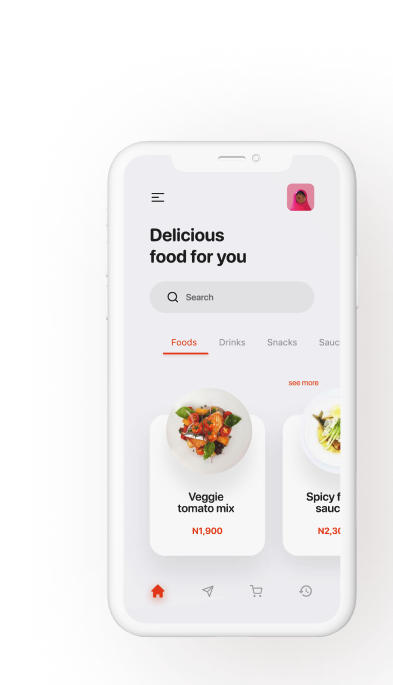 Delicious
food for you
Search
Foods Drinks Snacks Sauc
see more
Veggie
tomato mix
N1,900
Spicy f
sauc
N2,30